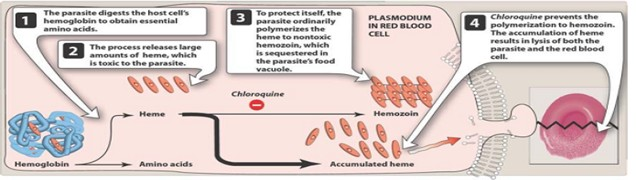 1
The parasite digests the host cell's
hemoglobin to obtain essential
amino acids.
2
The process releases large
amounts of heme, which
is toxic to the parasite.
3
To protect itself, the
parasite ordinarily
polymerizes the
heme to nontoxic
hemozoin, which
is sequestered in
the parasite's food
vacuole.
PLASMODIUM
IN RED BLOOD
CELL
4
Chloroquine prevents the
polymerization to hemozoin.
The accumulation of heme
results in lysis of both the
parasite and the red blood
cell.
Chloroquine
Heme
Hemozoin
Hemoglobin
Amino acids
Accumulated heme